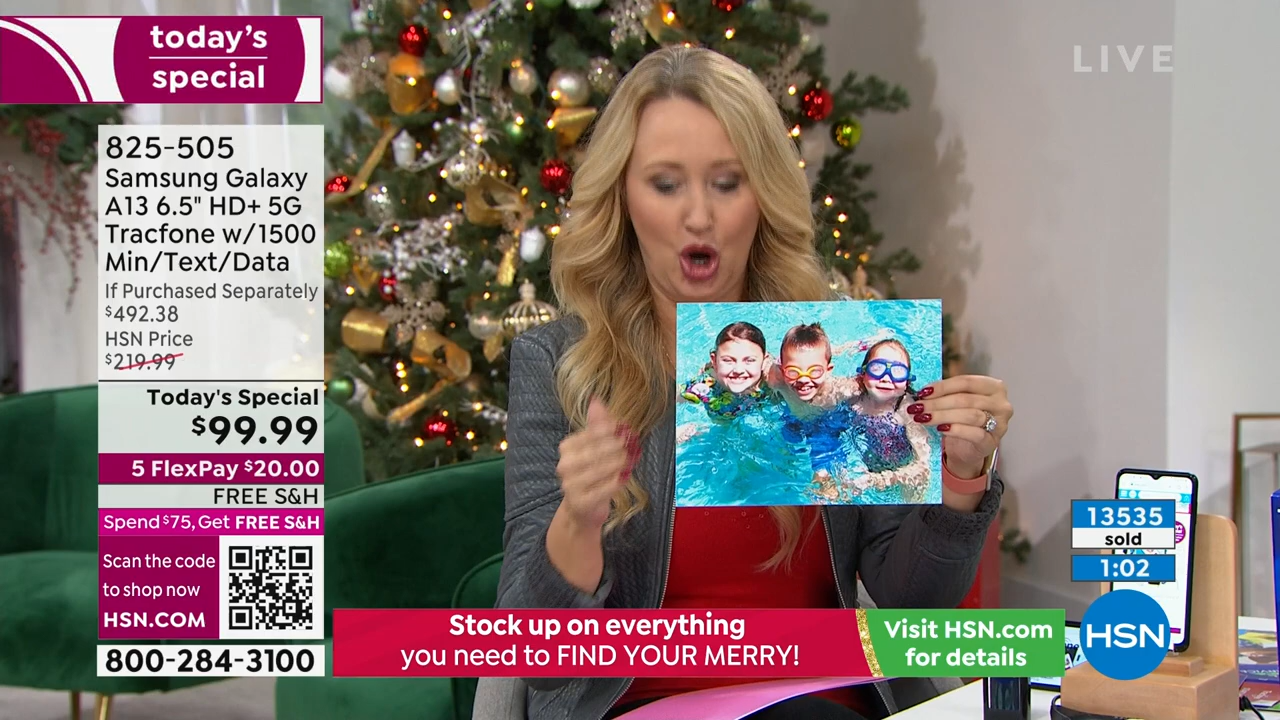 today's
special
825-505
Samsung Galaxy
A13 6.5" HD+ 5G
Tracfone w/1500
Min/Text/Data
If Purchased Separately
$492.38
HSN Price
$219.99
Today's Special
$99.99
5 FlexPay $20.00
FREE S&H
Spend $75, Get FREE S&H
Scan the code
to shop now
HSN.COM
800-284-3100
LIVE
13535
sold
1:02
Stock up on everything
you need to FIND YOUR MERRY!
Visit HSN.com
for details
HSN